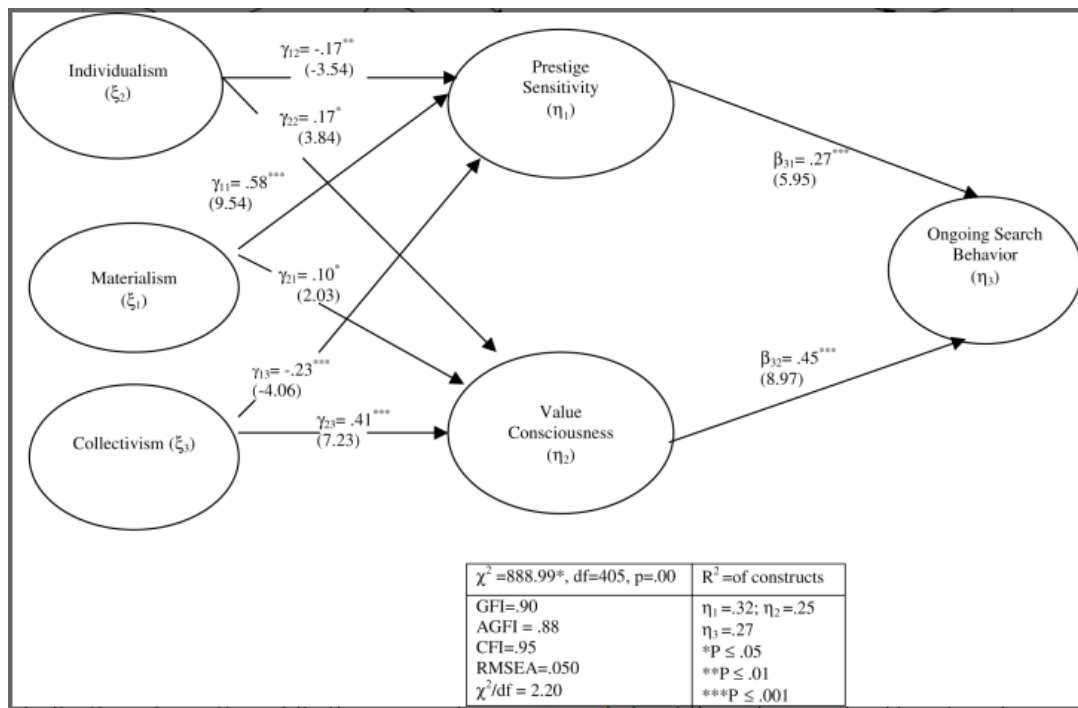 Individualism
(ξ₂)
γ₁₂= -.17**
(-3.54)
Prestige
Sensitivity
(η₁)
γ₂₂= .17*
(3.84)
γ₁₁= .58***
(9.54)
β₃₁= .27***
(5.95)
Ongoing Search
Behavior
(η₃)
Materialism
(ξ₁)
γ₂₁= .10*
(2.03)
γ₁₃= -.23***
(-4.06)
β₃₂= .45***
(8.97)
Collectivism (ξ₃)
γ₂₃= .41***
(7.23)
Value
Consciousness
(η₂)
χ² =888.99*, df=405, p=.00
GFI=.90
AGFI = .88
CFI=.95
RMSEA=.050
χ²/df = 2.20
R² =of constructs
η₁ =.32; η₂ =.25
η₃ =.27
*P ≤ .05
**P ≤ .01
***P ≤ .001